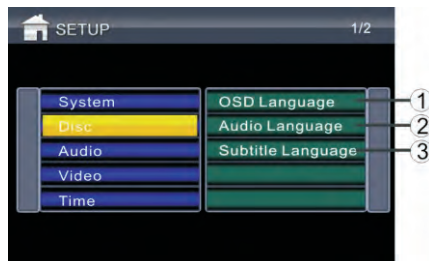 SETUP 1/2
System OSD Language 1
Disc Audio Language 2
Audio Subtitle Language 3
Video
Time